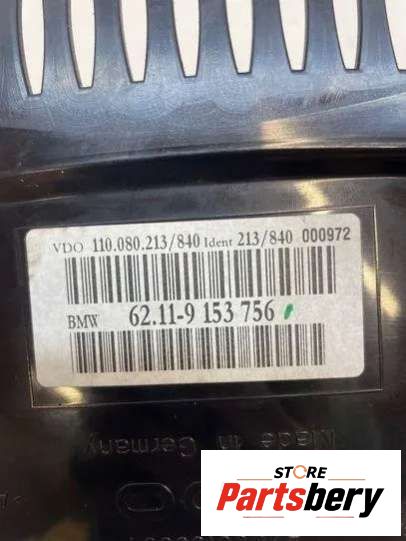 VDO 110.080.213/840 Ident 213/840 000972
BMW 62.11-9 153 756
Made in Germany
STORE
Partsbery